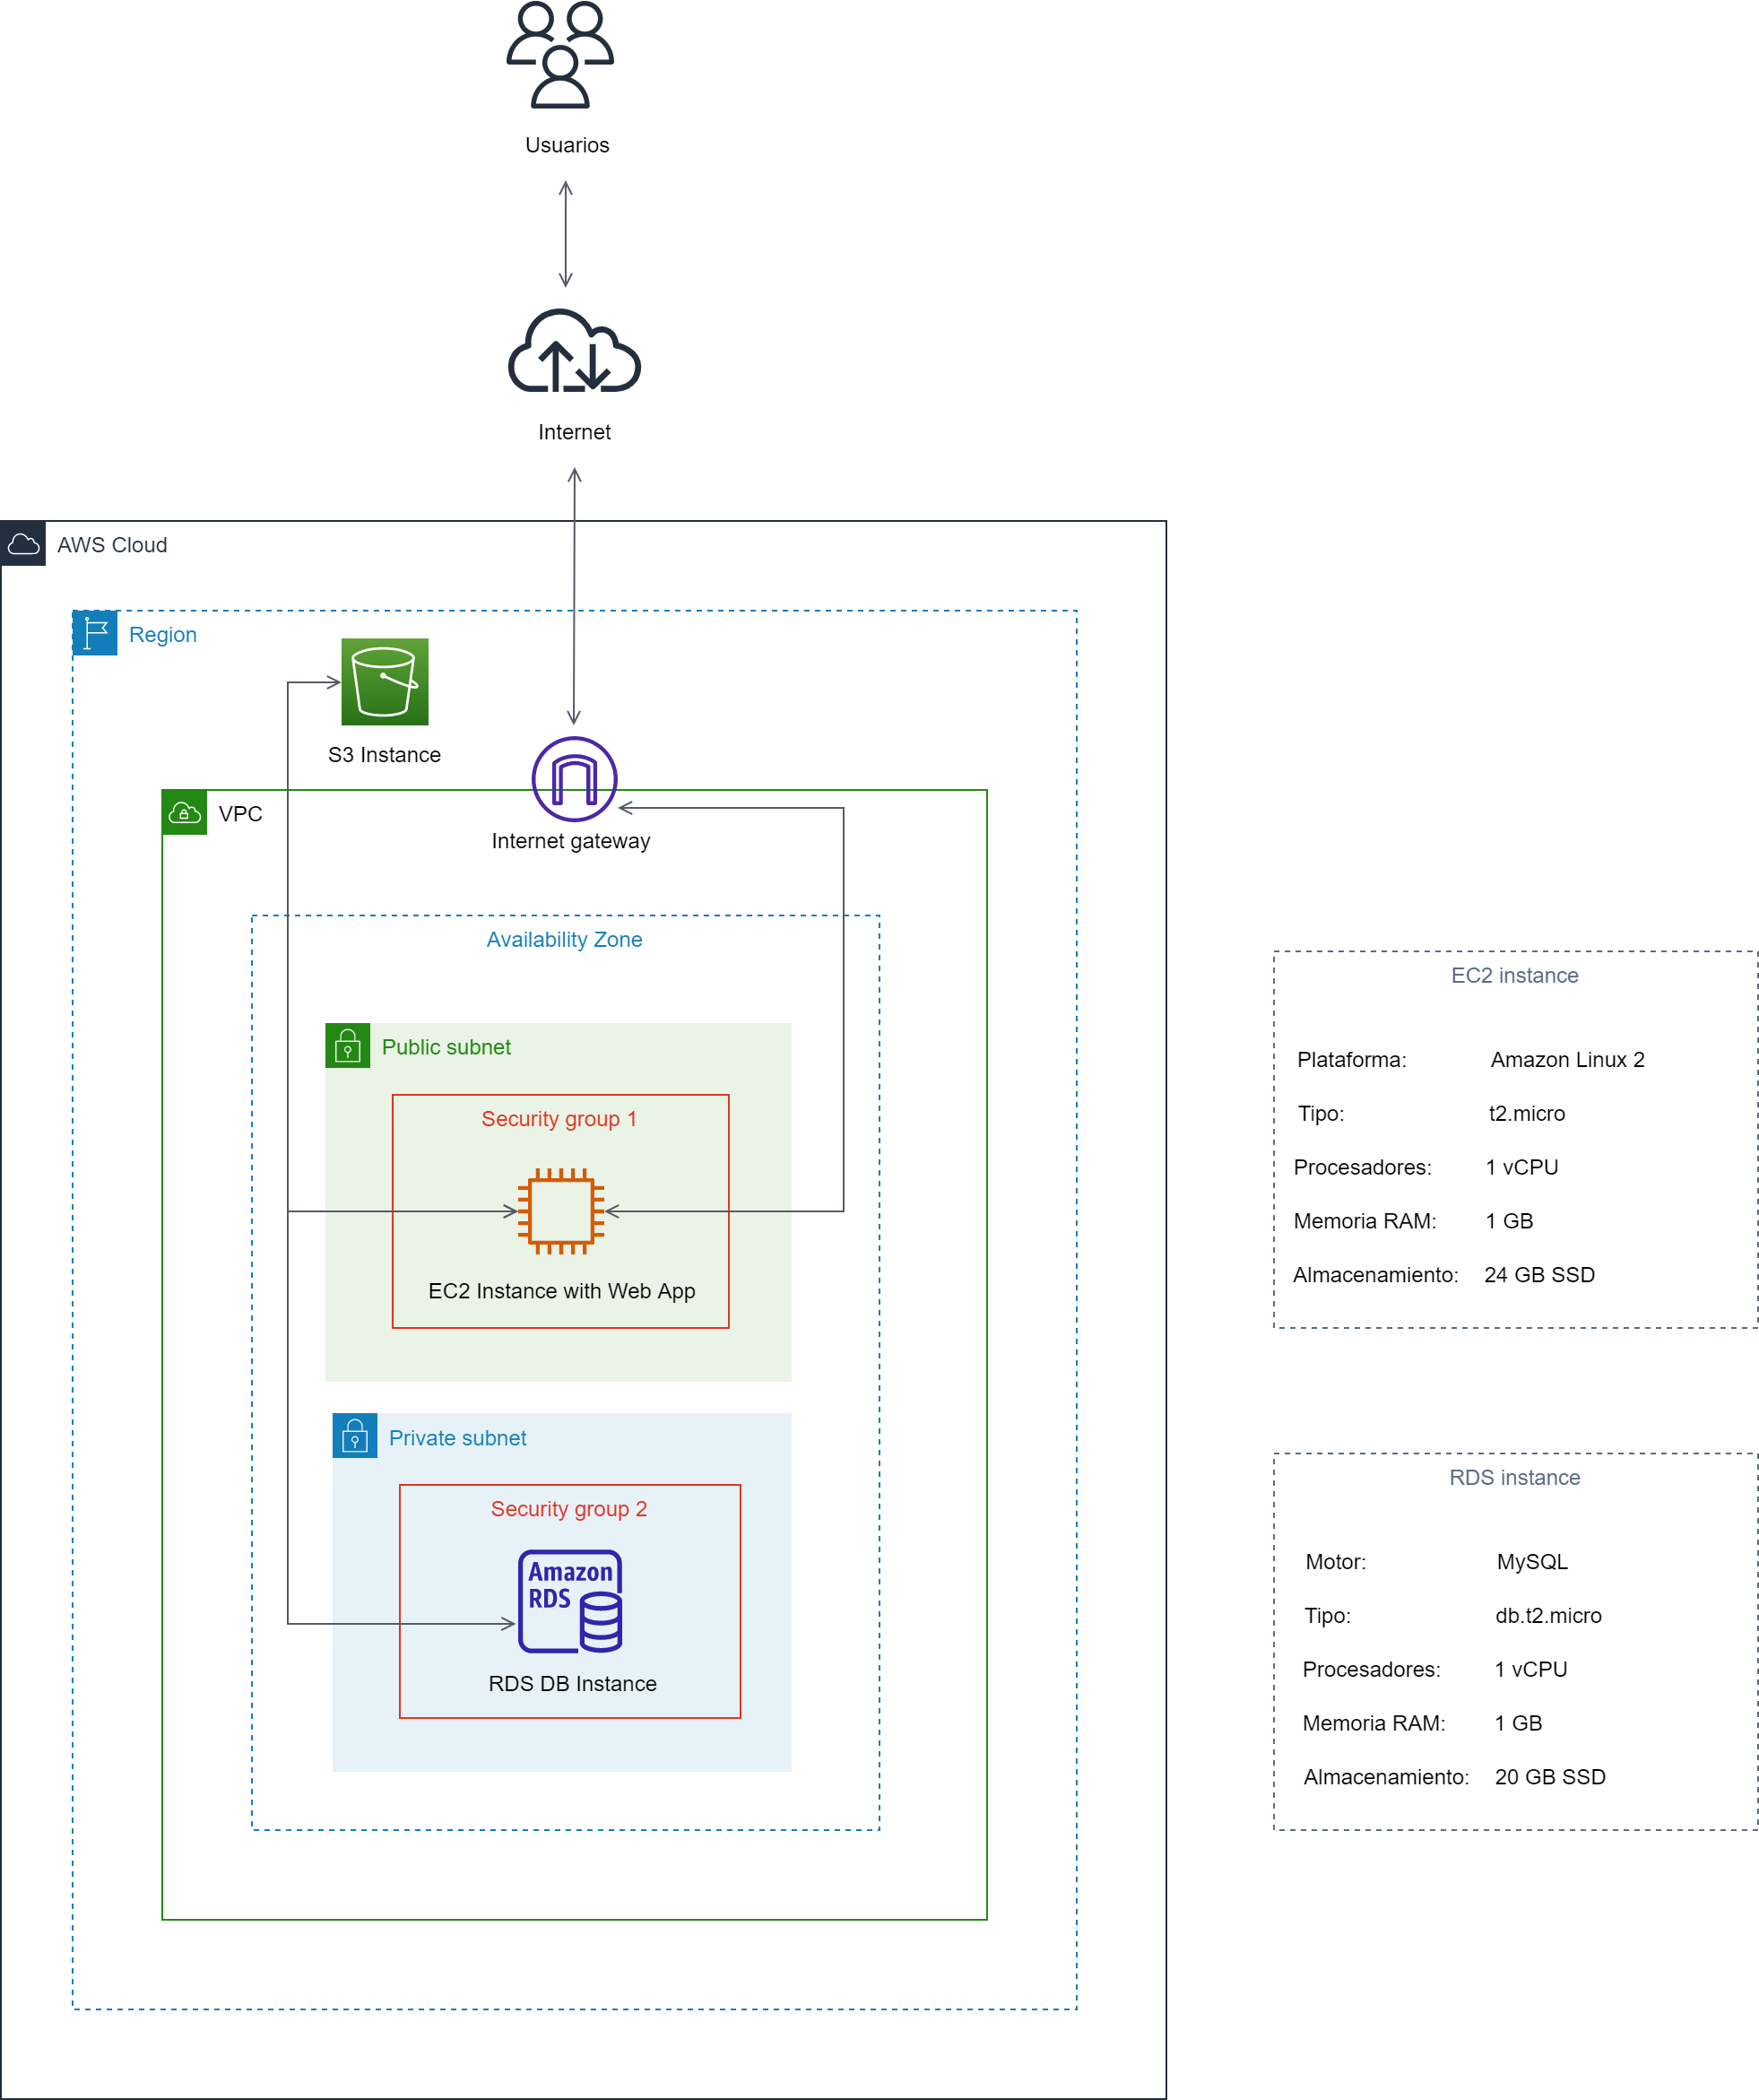 Usuarios
Internet
AWS Cloud
Region
S3 Instance
VPC
Internet gateway
Availability Zone
Public subnet
Security group 1
EC2 Instance with Web App
Private subnet
Security group 2
Amazon
RDS
RDS DB Instance
EC2 instance
Plataforma: Amazon Linux 2
Tipo: t2.micro
Procesadores: 1 vCPU
Memoria RAM: 1 GB
Almacenamiento: 24 GB SSD
RDS instance
Motor: MySQL
Tipo: db.t2.micro
Procesadores: 1 vCPU
Memoria RAM: 1 GB
Almacenamiento: 20 GB SSD